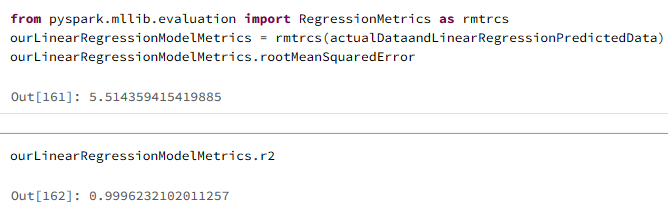 from pyspark.mllib.evaluation import RegressionMetrics as rmtrcs
ourLinearRegressionModelMetrics = rmtrcs(actualDataandLinearRegressionPredictedData)
ourLinearRegressionModelMetrics.rootMeanSquaredError
Out[161]: 5.514359415419885
ourLinearRegressionModelMetrics.r2
Out[162]: 0.9996232102011257